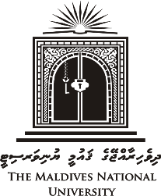 ދިވެހިރާއްޖޭގެ ޤައުމީ ޔުނިވަރސިޓީ
THE MALDIVES NATIONAL
UNIVERSITY